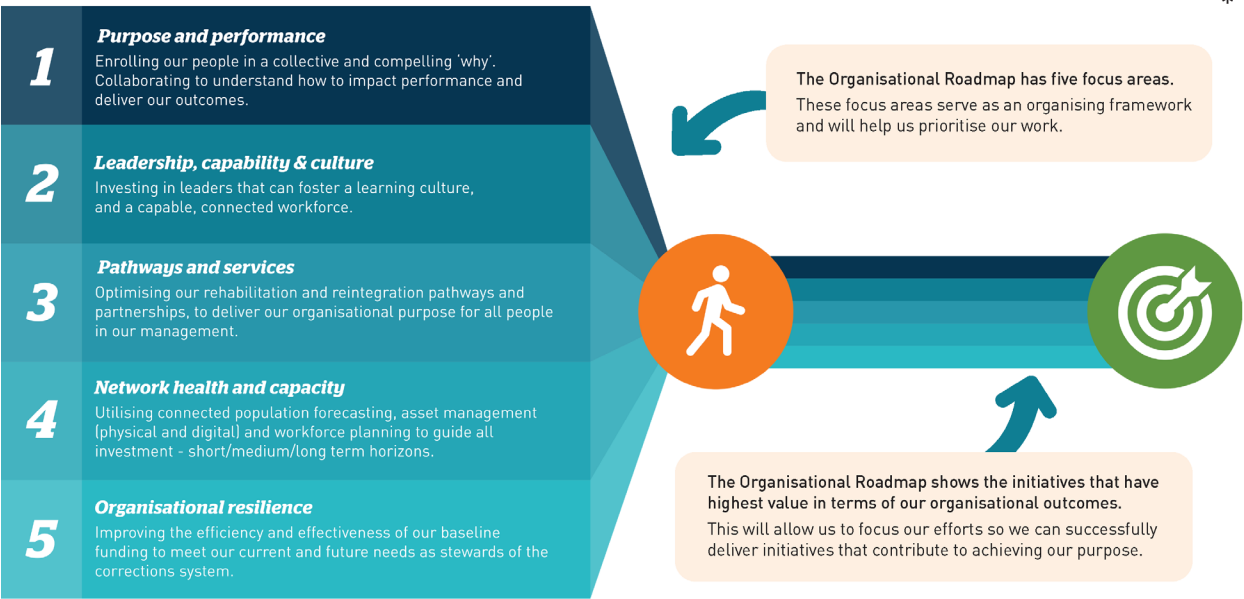 1
Purpose and performance
Enrolling our people in a collective and compelling 'why'.
Collaborating to understand how to impact performance and
deliver our outcomes.
2
Leadership, capability & culture
Investing in leaders that can foster a learning culture,
and a capable, connected workforce.
3
Pathways and services
Optimising our rehabilitation and reintegration pathways and
partnerships, to deliver our organisational purpose for all people
in our management.
4
Network health and capacity
Utilising connected population forecasting, asset management
(physical and digital) and workforce planning to guide all
investment - short/medium/long term horizons.
5
Organisational resilience
Improving the efficiency and effectiveness of our baseline
funding to meet our current and future needs as stewards of the
corrections system.
The Organisational Roadmap has five focus areas.
These focus areas serve as an organising framework
and will help us prioritise our work.
The Organisational Roadmap shows the initiatives that have
highest value in terms of our organisational outcomes.
This will allow us to focus our efforts so we can successfully
deliver initiatives that contribute to achieving our purpose.